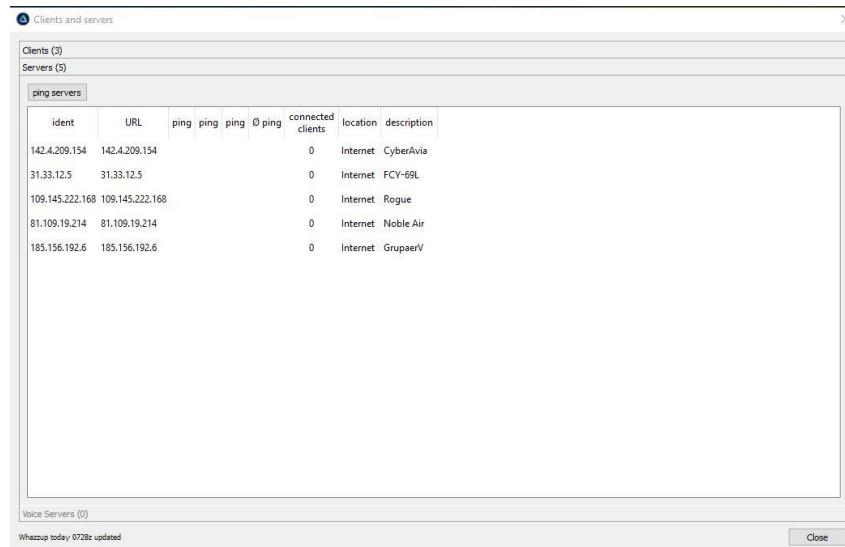 Clients and servers
Clients (3)
Servers (5)
ping servers
ident URL ping ping ping Ø ping connected clients location description
142.4.209.154 142.4.209.154 0 Internet CyberAvia
31.33.12.5 31.33.12.5 0 Internet FCY-69L
109.145.222.168 109.145.222.168 0 Internet Rogue
81.109.19.214 81.109.19.214 0 Internet Noble Air
185.156.192.6 185.156.192.6 0 Internet GrupaerV
Voice Servers (0)
Whazzup today 0728z updated
Close